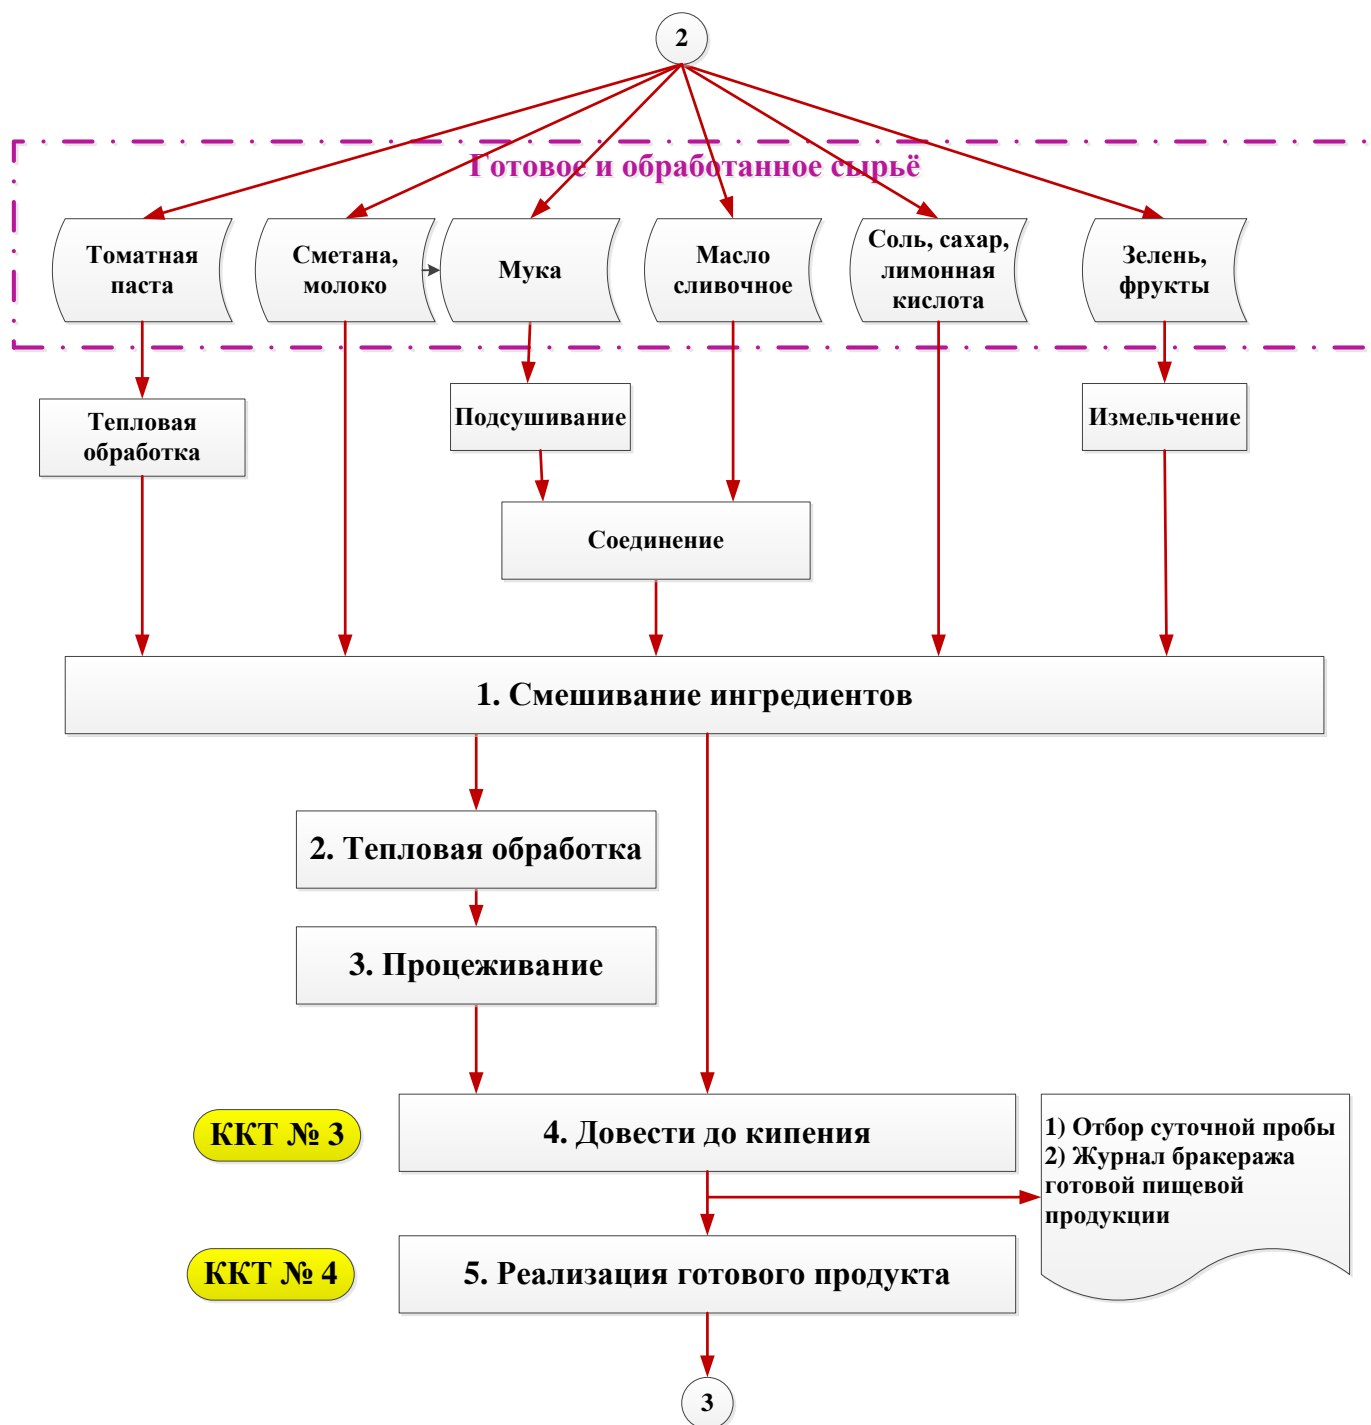 2
Готовое и обработанное сырьё
Томатная
паста
Сметана,
молоко
Мука
Масло
сливочное
Соль, сахар,
лимонная
кислота
Зелень,
фрукты
Тепловая
обработка
Подсушивание
Измельчение
Соединение
1. Смешивание ингредиентов
2. Тепловая обработка
3. Процеживание
ККТ № 3
4. Довести до кипения
1) Отбор суточной пробы
2) Журнал бракеража
готовой пищевой
продукции
ККТ № 4
5. Реализация готового продукта
3